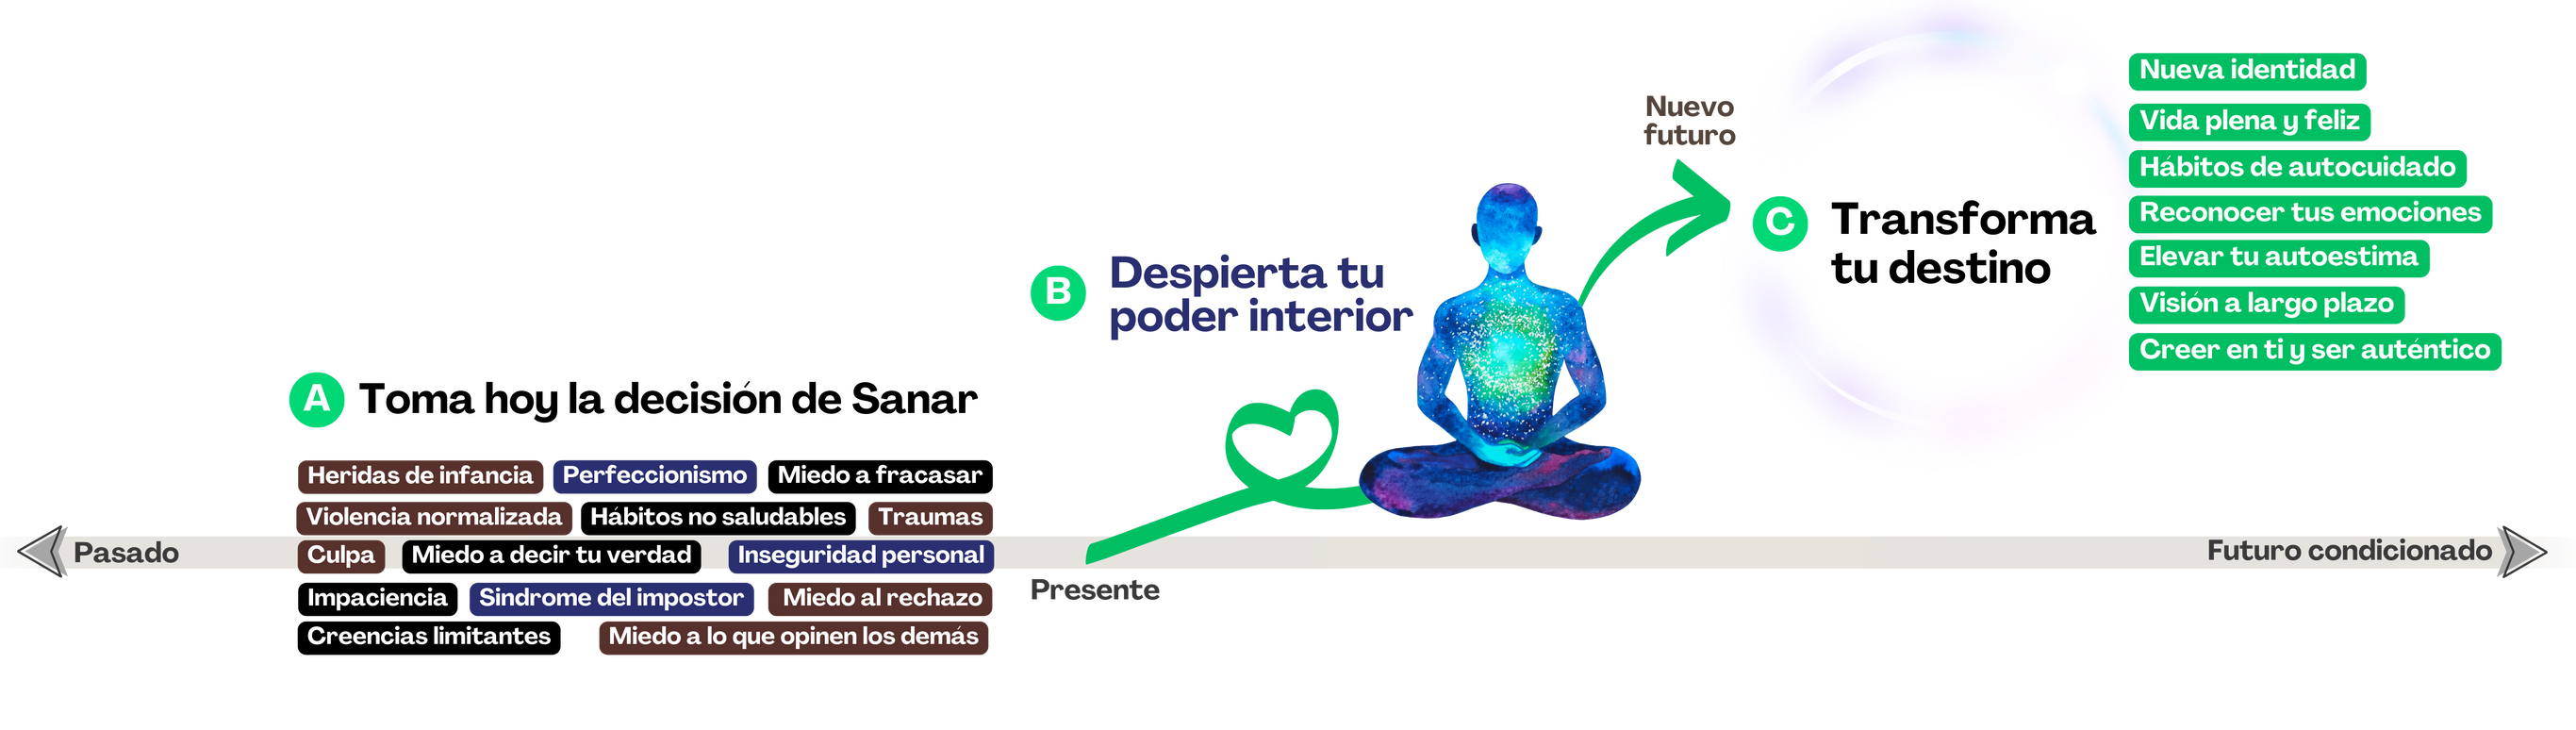 Nueva identidad
Vida plena y feliz
Hábitos de autocuidado
Reconocer tus emociones
Elevar tu autoestima
Visión a largo plazo
Creer en ti y ser auténtico
Nuevo
futuro
C
Transforma
tu destino
B
Despierta tu
poder interior
A Toma hoy la decisión de Sanar
Heridas de infancia Perfeccionismo Miedo a fracasar
Violencia normalizada Hábitos no saludables Traumas
Culpa Miedo a decir tu verdad Inseguridad personal
Impaciencia Sindrome del impostor Miedo al rechazo
Creencias limitantes Miedo a lo que opinen los demás
Pasado
Presente
Futuro condicionado